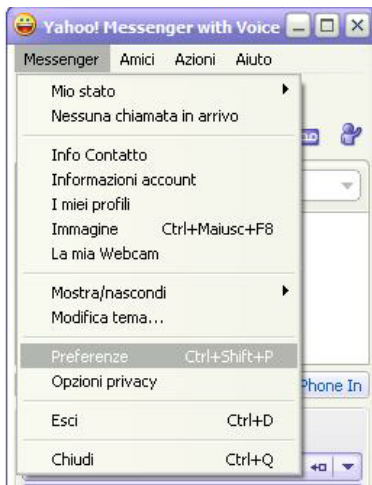 Yahoo! Messenger with Voice
Messenger Amici Azioni Aiuto
Mio stato
Nessuna chiamata in arrivo
Info Contatto
Informazioni account
I miei profili
Immagine Ctrl+Maiusc+F8
La mia Webcam
Mostra/nascondi
Modifica tema...
Preferenze Ctrl+Shift+P
Opzioni privacy
Phone In
Esci Ctrl+D
Chiudi Ctrl+Q